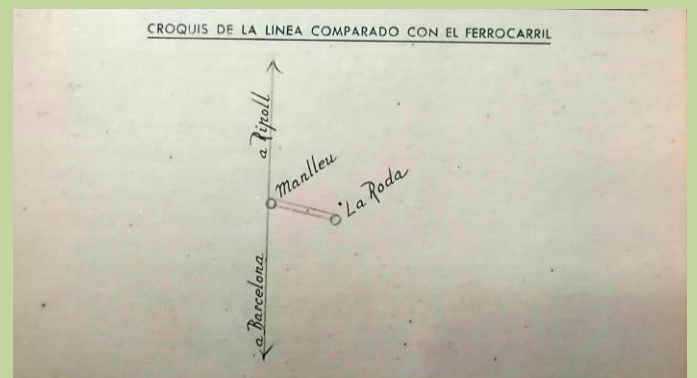 CROQUIS DE LA LINEA COMPARADO CON EL FERROCARRIL
a Ripoll
Manlleu
La Roda
a Barcelona